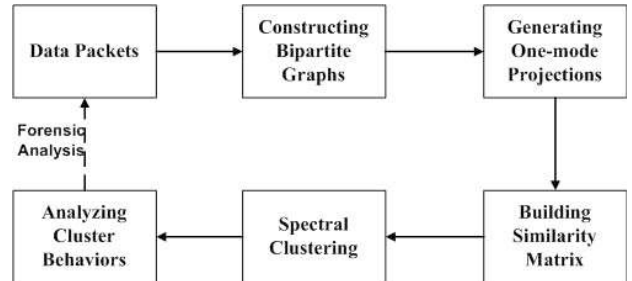 Data Packets
Constructing
Bipartite
Graphs
Generating
One-mode
Projections
Forensic
Analysis
Analyzing
Cluster
Behaviors
Spectral
Clustering
Building
Similarity
Matrix